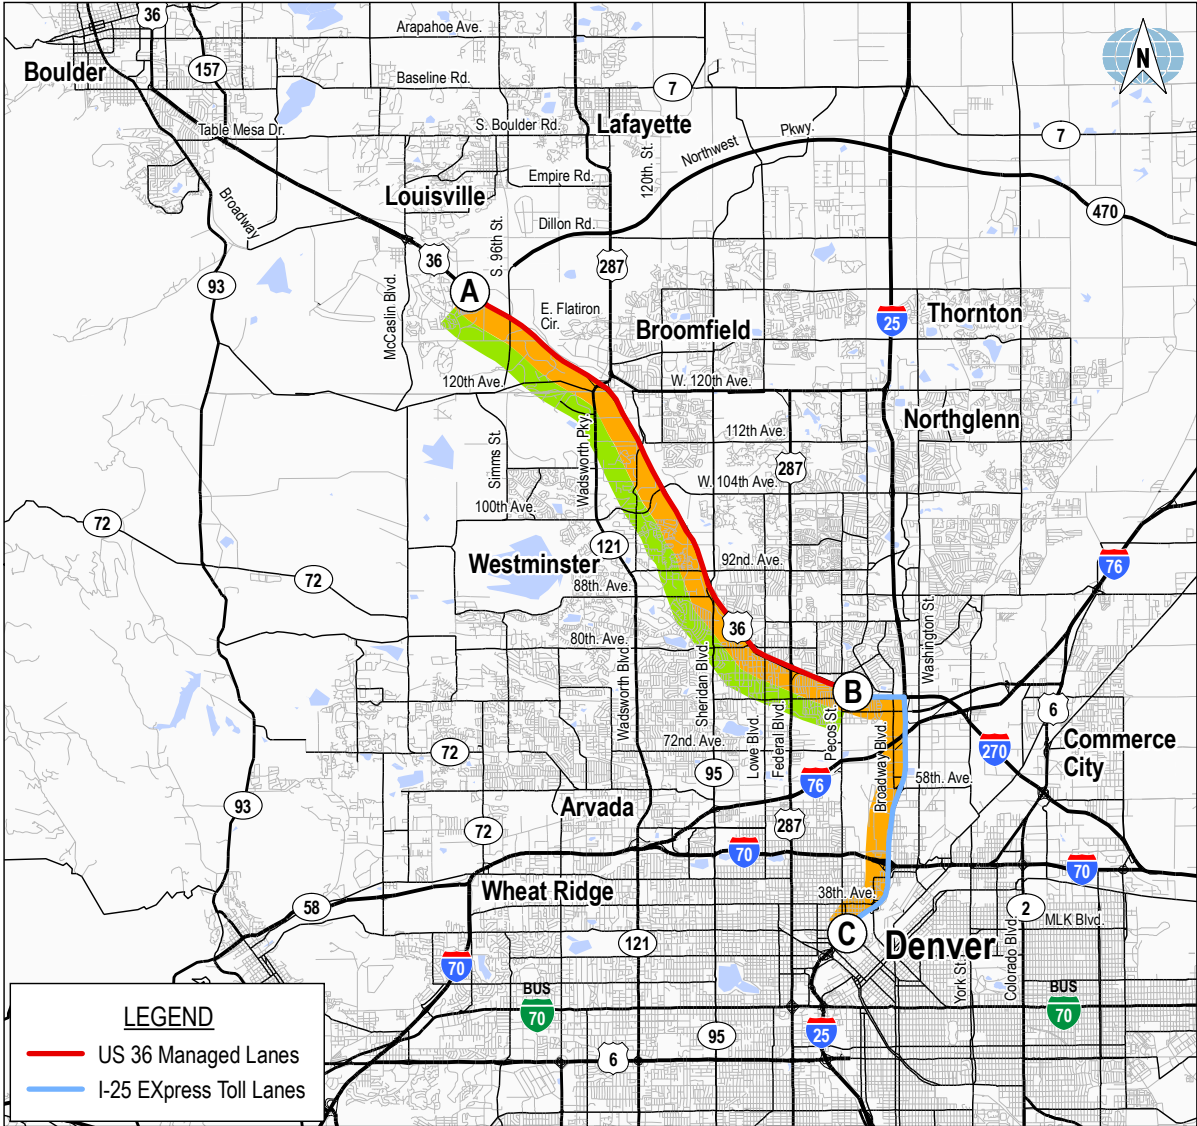 36
Arapahoe Ave.
Boulder
157
Baseline Rd.
7
N
Table Mesa Dr.
S. Boulder Rd.
Lafayette
Pkwy.
7
Northwest
120th. St.
Empire Rd.
Louisville
Broadway
470
Dillon Rd.
S. 96th St.
36
287
93
A
McCaslin Blvd.
E. Flatiron
Cir.
Broomfield
25
Thornton
120th Ave.
W. 120th Ave.
Northglenn
112th Ave.
Simms St.
Wadsworth Pky.
287
W. 104th Ave.
100th Ave.
72
121
Westminster
92nd. Ave.
76
72
88th. Ave.
Washington St.
36
80th. Ave.
Wadsworth Blvd.
Sheridan Blvd.
B
6
Lowe Blvd.
Federal Blvd.
Pecos St.
Broadway Blvd.
72nd. Ave.
72
270
Commerce
City
95
76
58th. Ave.
93
Arvada
72
287
70
70
Wheat Ridge
38th. Ave.
58
2
MLK Blvd.
C
Denver
121
Colorado Blvd.
York St.
70
BUS
70
BUS
70
25
95
6
LEGEND
US 36 Managed Lanes
I-25 EXpress Toll Lanes